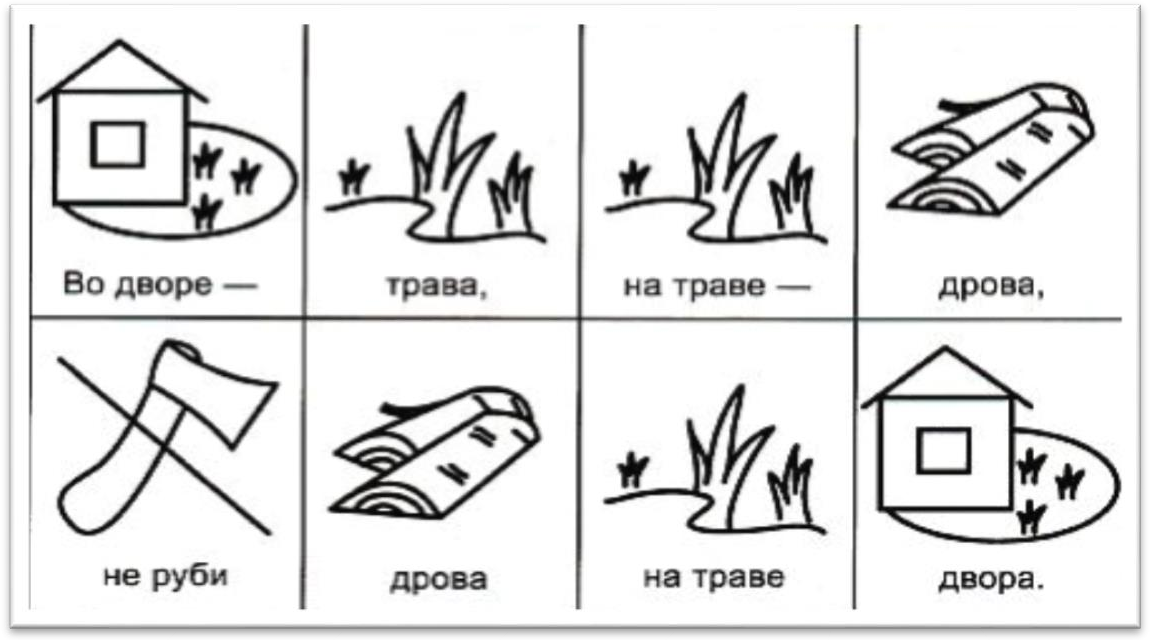 Во дворе — трава, на траве — дрова,
не руби дрова на траве двора.